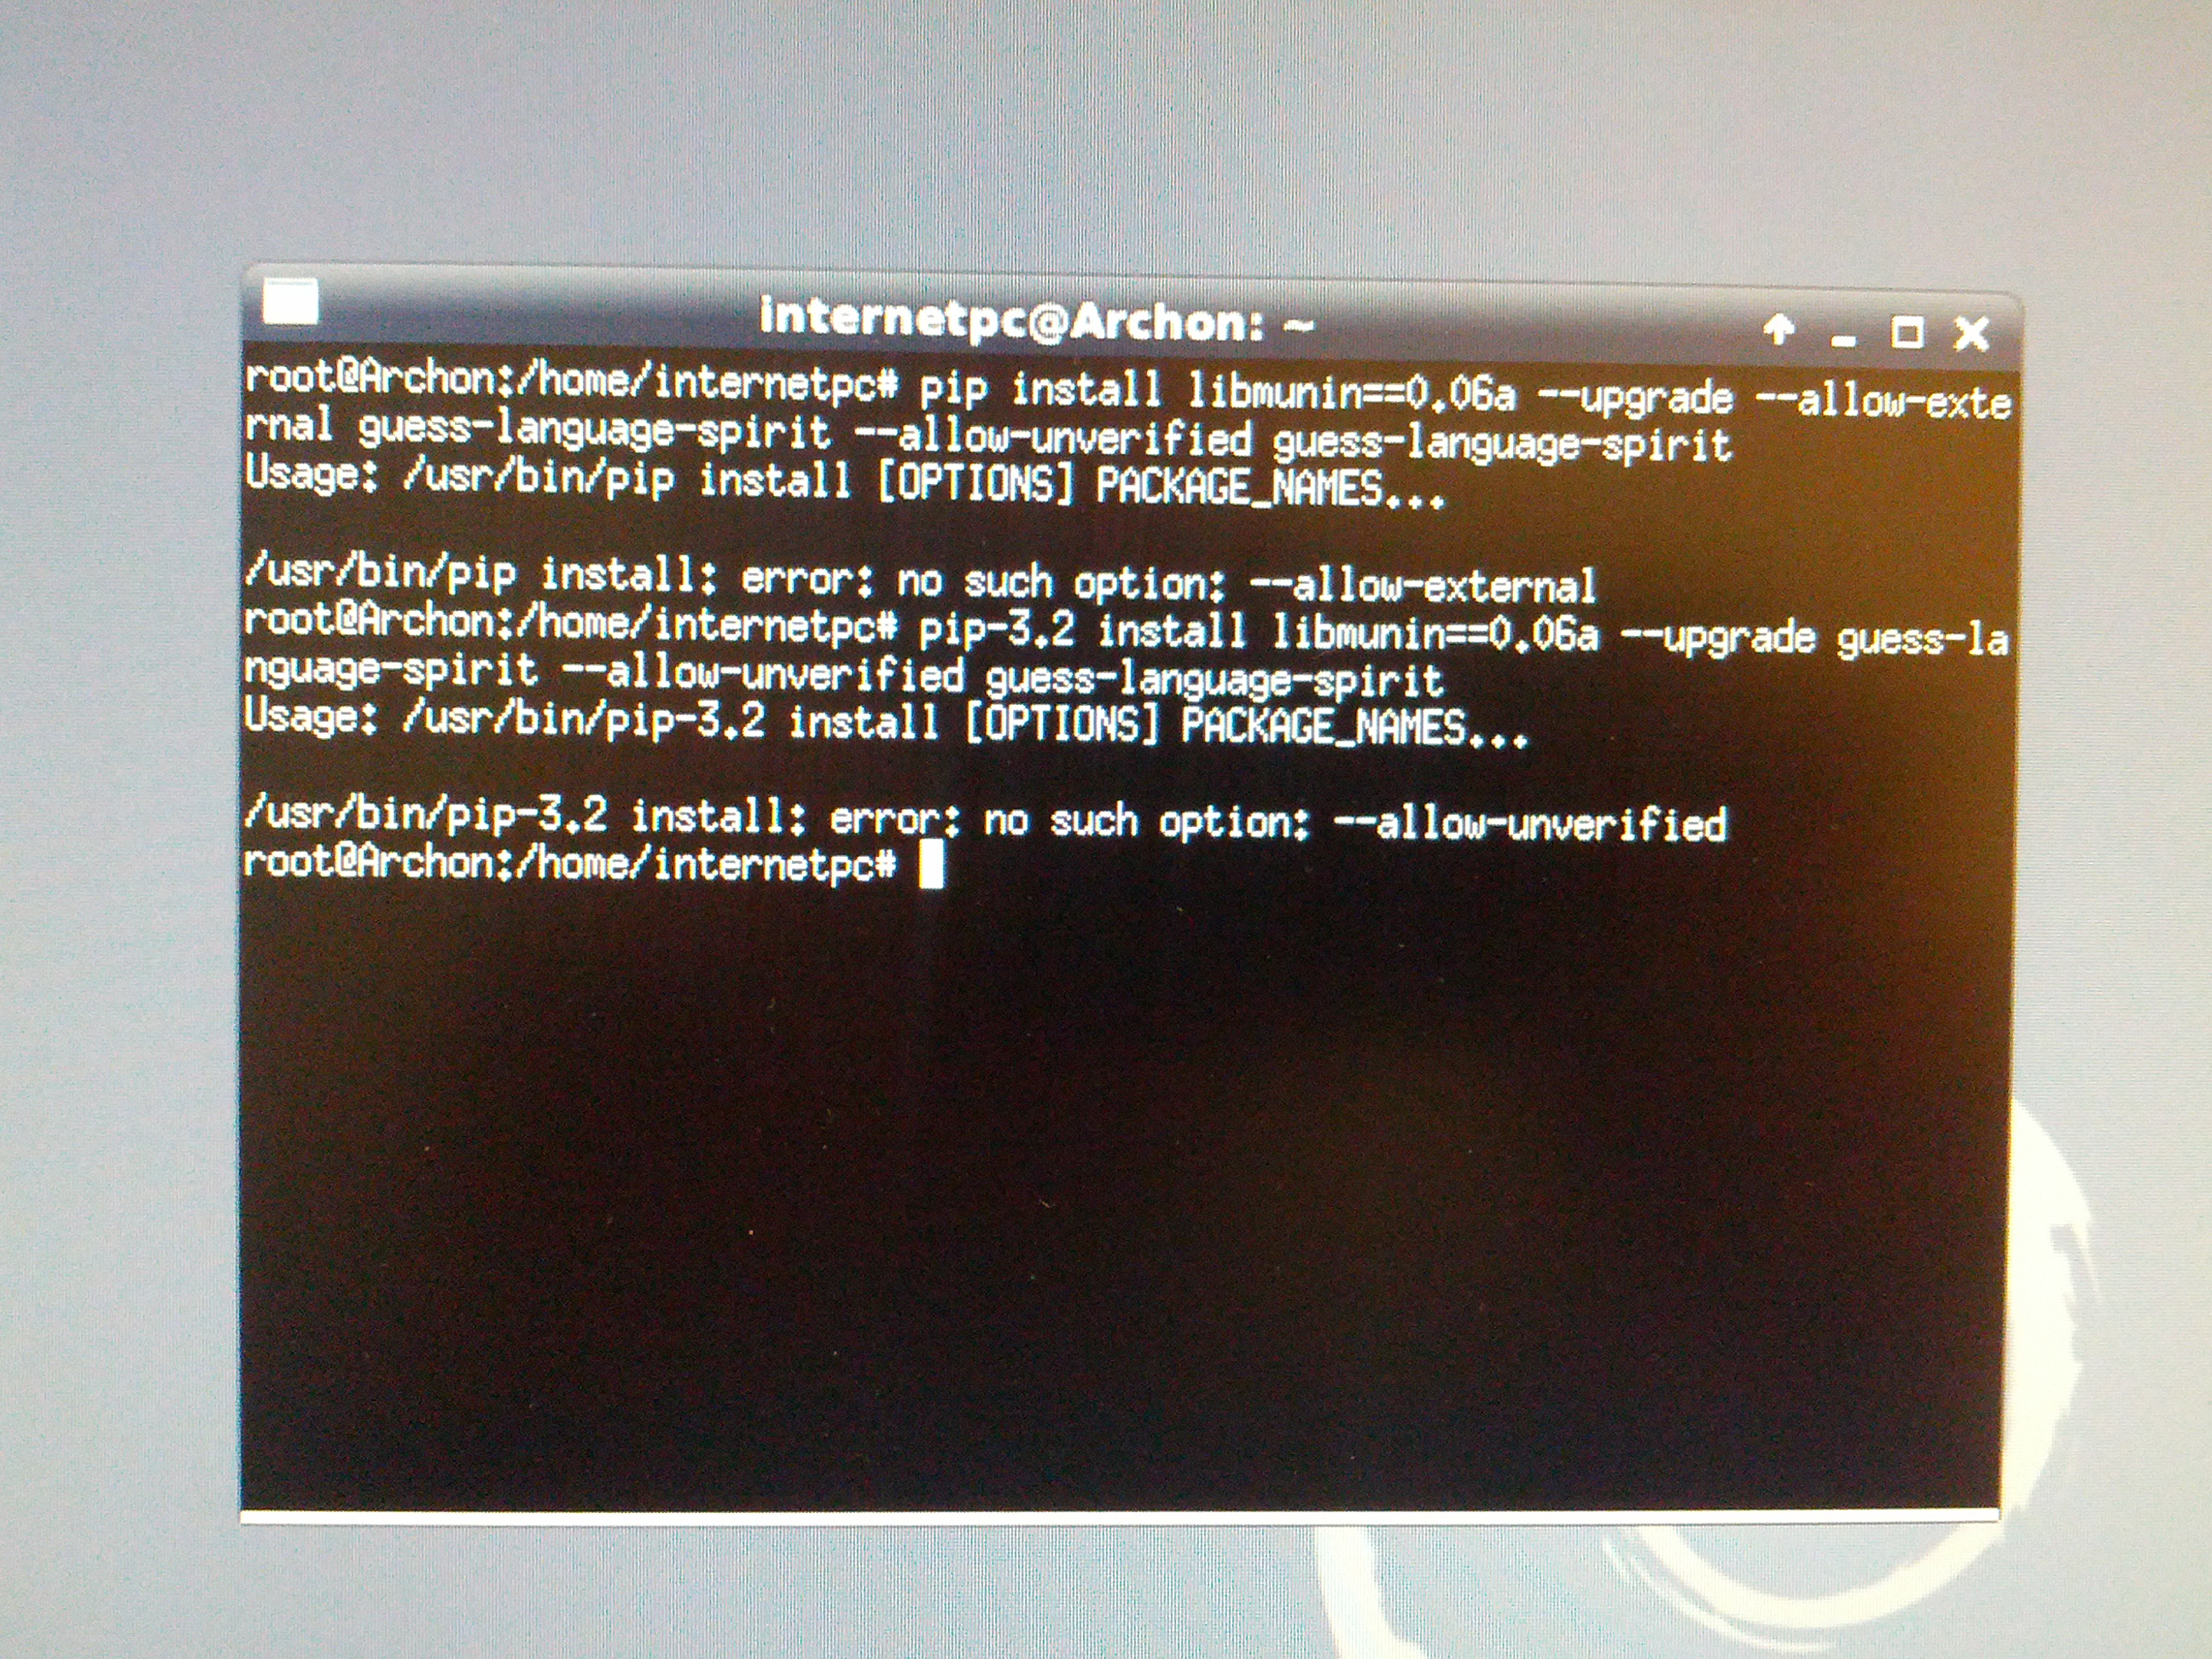 internetpc@Archon: ~
root@Archon:/home/internetpc# pip install libmunin==0.06a --upgrade --allow-exte
rnal guess-language-spirit --allow-unverified guess-language-spirit
Usage: /usr/bin/pip install [OPTIONS] PACKAGE_NAMES...
/usr/bin/pip install: error: no such option: --allow-external
root@Archon:/home/internetpc# pip-3.2 install libmunin==0.06a --upgrade guess-la
nguage-spirit --allow-unverified guess-language-spirit
Usage: /usr/bin/pip-3.2 install [OPTIONS] PACKAGE_NAMES...
/usr/bin/pip-3.2 install: error: no such option: --allow-unverified
root@Archon:/home/internetpc#